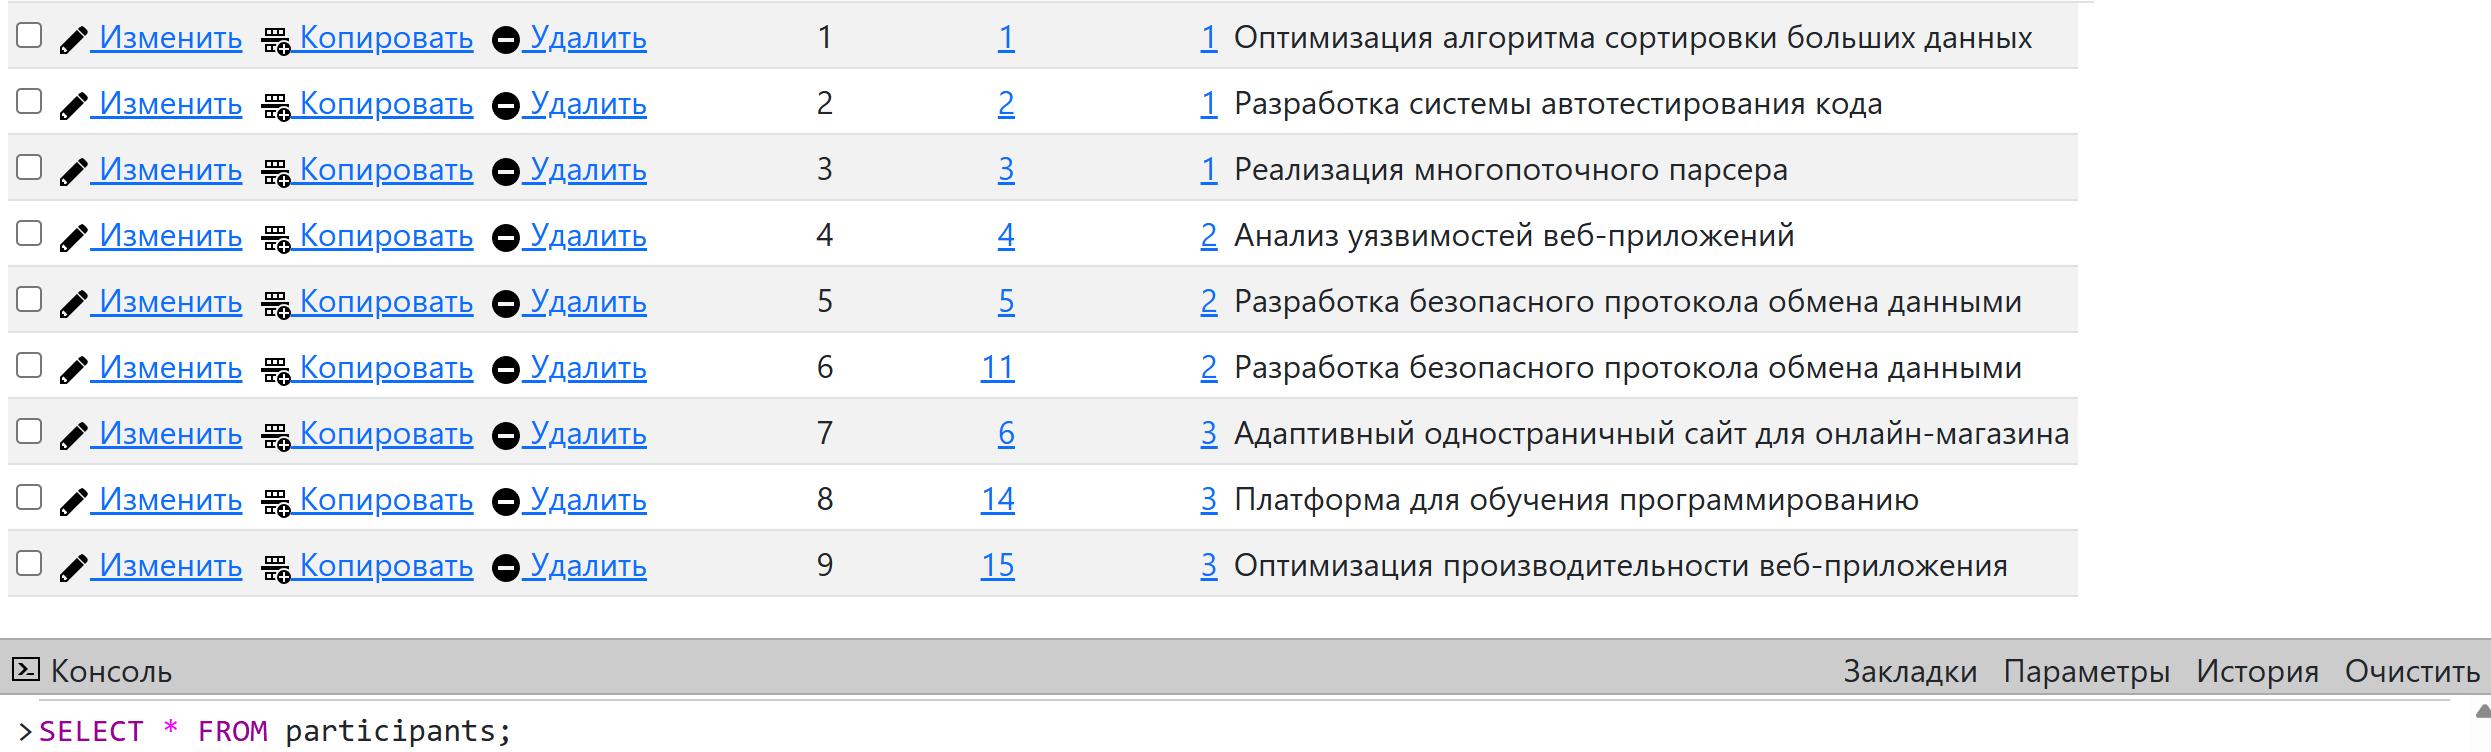 Изменить Копировать Удалить 1 1 1 Оптимизация алгоритма сортировки больших данных
Изменить Копировать Удалить 2 2 1 Разработка системы автотестирования кода
Изменить Копировать Удалить 3 3 1 Реализация многопоточного парсера
Изменить Копировать Удалить 4 4 2 Анализ уязвимостей веб-приложений
Изменить Копировать Удалить 5 5 2 Разработка безопасного протокола обмена данными
Изменить Копировать Удалить 6 11 2 Разработка безопасного протокола обмена данными
Изменить Копировать Удалить 7 6 3 Адаптивный одностраничный сайт для онлайн-магазина
Изменить Копировать Удалить 8 14 3 Платформа для обучения программированию
Изменить Копировать Удалить 9 15 3 Оптимизация производительности веб-приложения
Консоль Закладки Параметры История Очистить
>SELECT * FROM participants;